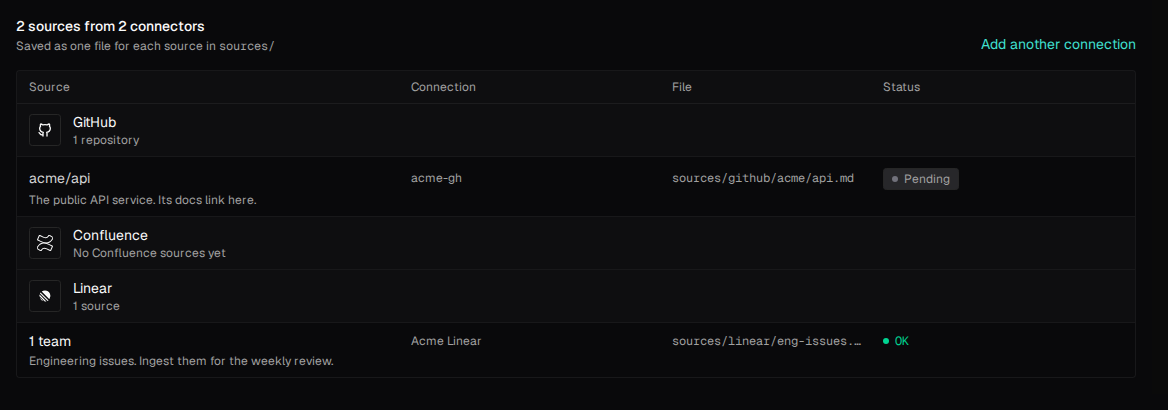 2 sources from 2 connectors
Saved as one file for each source in sources/
Add another connection
Source Connection File Status
GitHub
1 repository
acme/api acme-gh sources/github/acme/api.md Pending
The public API service. Its docs link here.
Confluence
No Confluence sources yet
Linear
1 source
1 team Acme Linear sources/linear/eng-issues.… OK
Engineering issues. Ingest them for the weekly review.